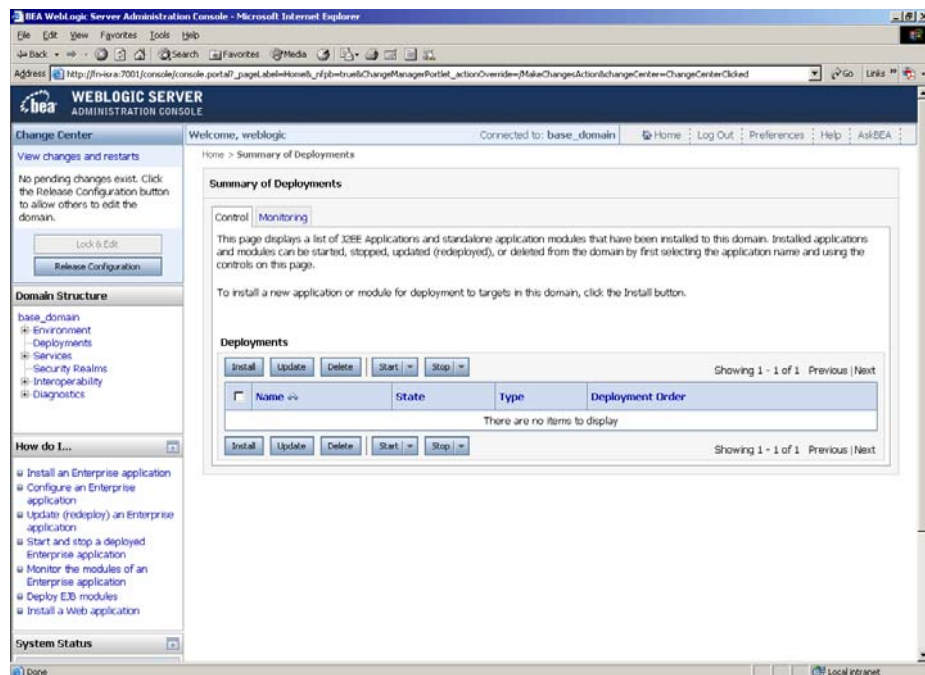 BEA WebLogic Server Administration Console - Microsoft Internet Explorer
File Edit View Favorites Tools Help
Back Search Favorites Media
Address http://fn-isra:7001/console/console.portal?_pageLabel=Home&_nfpb=true&ChangeManagerPortlet_actionOverride=/MakeChangesAction&changeCenter=ChangeCenterClicked Go Links »
bea WEBLOGIC SERVER
ADMINISTRATION CONSOLE
Change Center
View changes and restarts
No pending changes exist. Click
the Release Configuration button
to allow others to edit the
domain.
Lock & Edit
Release Configuration
Domain Structure
base_domain
Environment
Deployments
Services
Security Realms
Interoperability
Diagnostics
How do I...
Install an Enterprise application
Configure an Enterprise
application
Update (redeploy) an Enterprise
application
Start and stop a deployed
Enterprise application
Monitor the modules of an
Enterprise application
Deploy EJB modules
Install a Web application
System Status
Welcome, weblogic Connected to: base_domain Home Log Out Preferences Help AskBEA
Home > Summary of Deployments
Summary of Deployments
Control Monitoring
This page displays a list of J2EE Applications and standalone application modules that have been installed to this domain. Installed applications
and modules can be started, stopped, updated (redeployed), or deleted from the domain by first selecting the application name and using the
controls on this page.
To install a new application or module for deployment to targets in this domain, click the Install button.
Deployments
Install Update Delete Start Stop Showing 1 - 1 of 1 Previous | Next
Name State Type Deployment Order
There are no items to display
Install Update Delete Start Stop Showing 1 - 1 of 1 Previous | Next
Done Local intranet